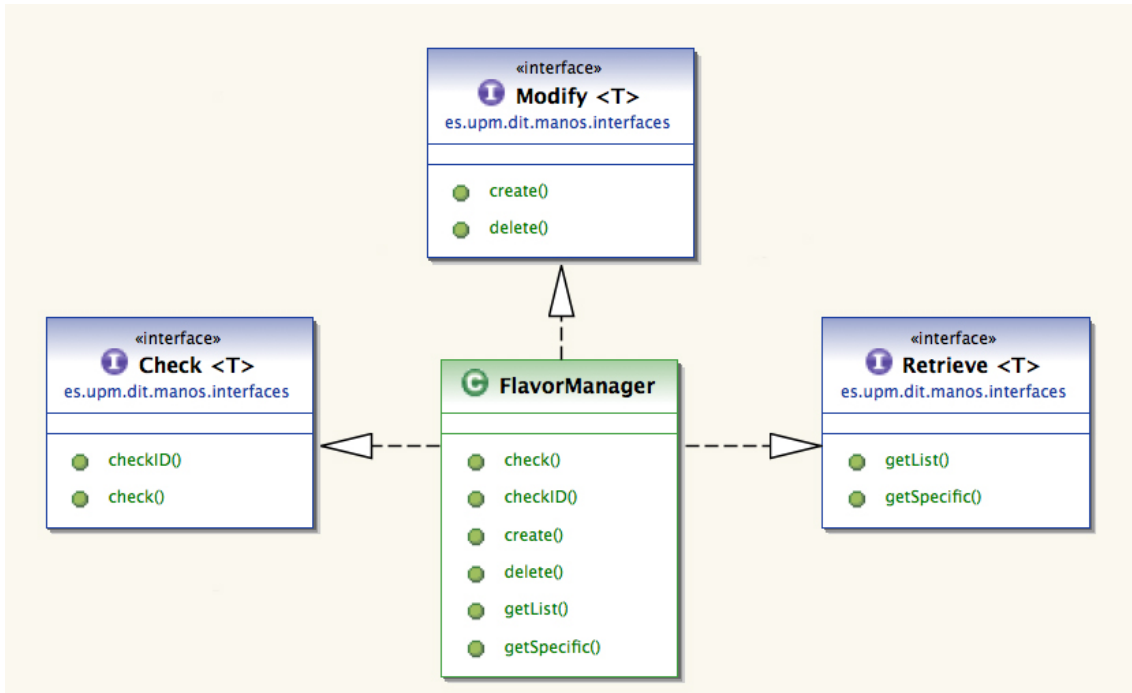 «interface»
I Modify <T>
es.upm.dit.manos.interfaces
create()
delete()
«interface»
I Check <T>
es.upm.dit.manos.interfaces
checkID()
check()
C FlavorManager
check()
checkID()
create()
delete()
getList()
getSpecific()
«interface»
I Retrieve <T>
es.upm.dit.manos.interfaces
getList()
getSpecific()